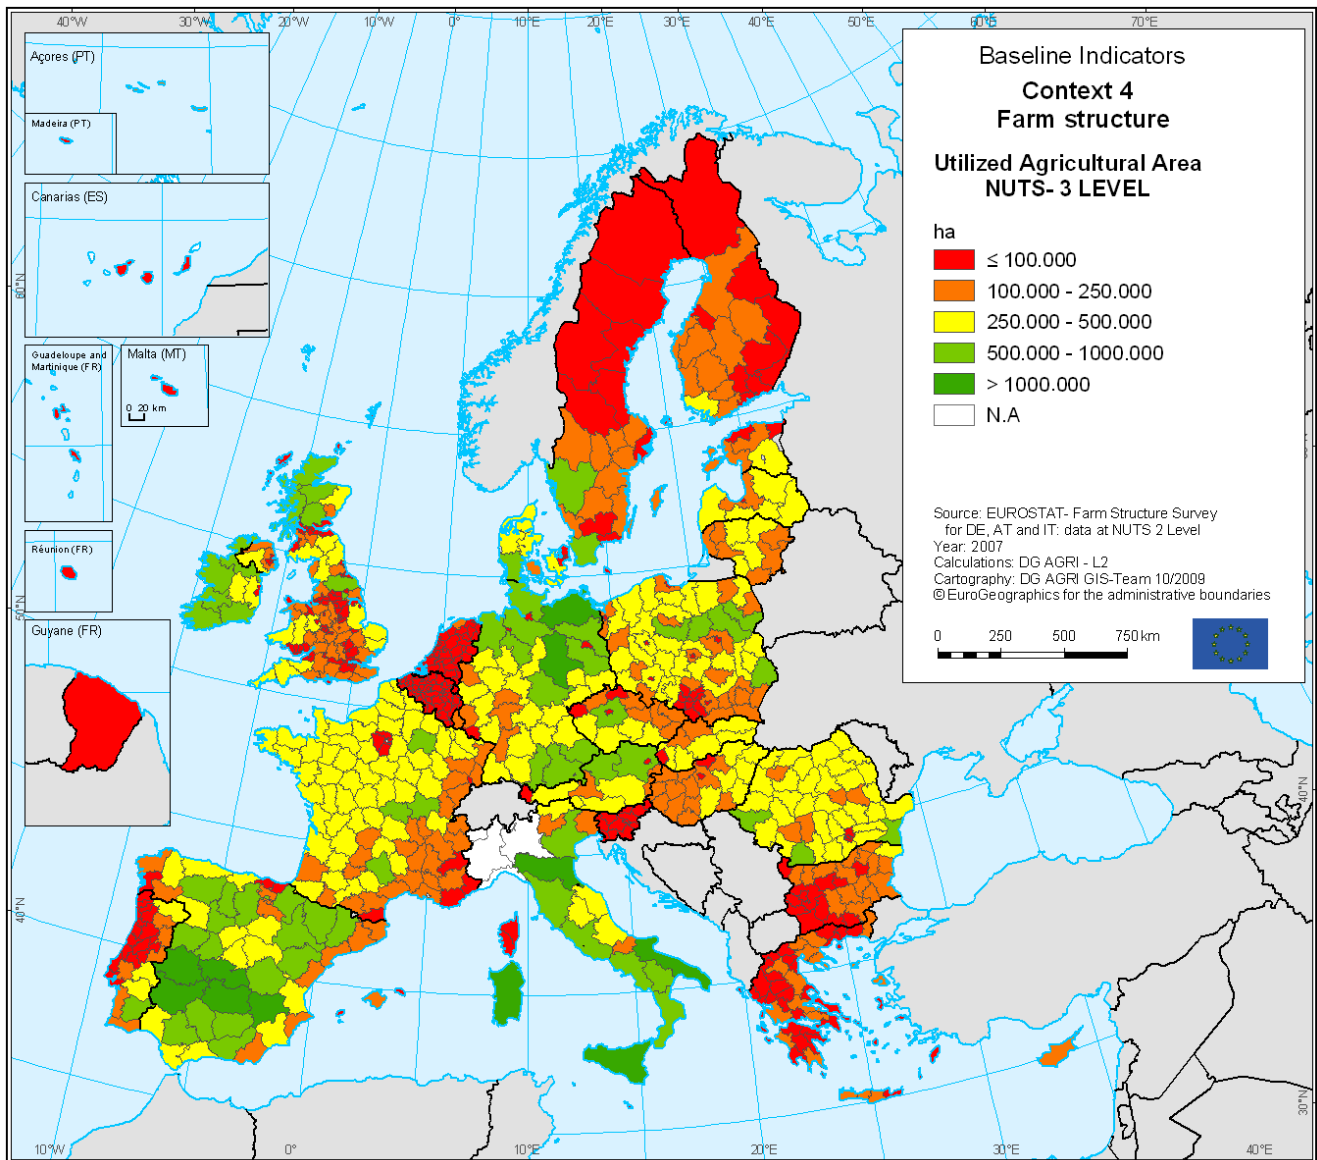 40°W
30°W
20°W
10°W
0°
10°E
20°E
30°E
40°E
50°E
60°E
70°E
Açores (PT)
Madeira (PT)
Canarias (ES)
Guadeloupe and
Martinique (FR)
Malta (MT)
0 20 km
Réunion (FR)
Guyane (FR)
Baseline Indicators
Context 4
Farm structure
Utilized Agricultural Area
NUTS- 3 LEVEL
ha
≤ 100.000
100.000 - 250.000
250.000 - 500.000
500.000 - 1000.000
> 1000.000
N.A
Source: EUROSTAT- Farm Structure Survey
for DE, AT and IT: data at NUTS 2 Level
Year: 2007
Calculations: DG AGRI - L2
Cartography: DG AGRI GIS-Team 10/2009
© EuroGeographics for the administrative boundaries
0 250 500 750 km
60°N
50°N
40°N
40°N
30°N
10°W
0°
10°E
20°E
30°E
40°E